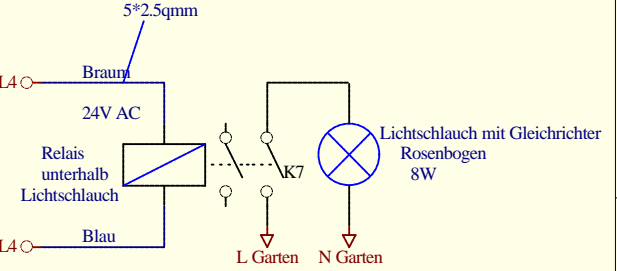 5*2.5qmm
L4
Braum
24V AC
Relais
unterhalb
Lichtschlauch
K7
Lichtschlauch mit Gleichrichter
Rosenbogen
8W
L4
Blau
L Garten
N Garten